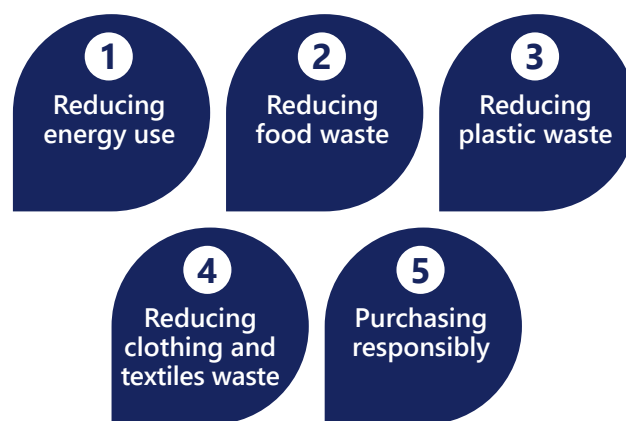 1
Reducing
energy use
2
Reducing
food waste
3
Reducing
plastic waste
4
Reducing
clothing and
textiles waste
5
Purchasing
responsibly